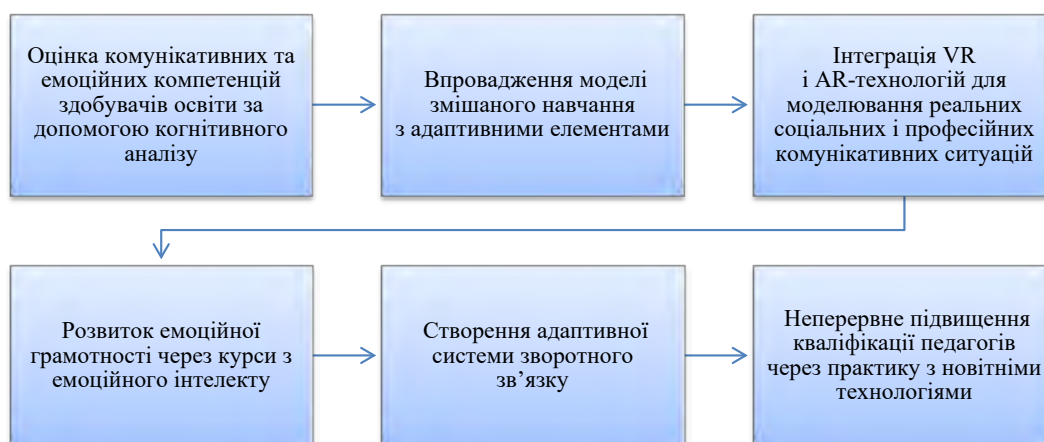 Оцінка комунікативних та
емоційних компетенцій
здобувачів освіти за
допомогою когнітивного
аналізу
Впровадження моделі
змішаного навчання
з адаптивними елементами
Інтеграція VR
і AR-технологій для
моделювання реальних
соціальних і професійних
комунікативних ситуацій
Розвиток емоційної
грамотності через курси з
емоційного інтелекту
Створення адаптивної
системи зворотного
зв’язку
Неперервне підвищення
кваліфікації педагогів
через практику з новітніми
технологіями